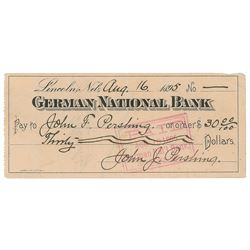 Lincoln, Neb. Aug. 16 1895 No —
GERMAN NATIONAL BANK
Pay to John F. Pershing or order $30 00/100
Thirty Dollars.
John J. Pershing.